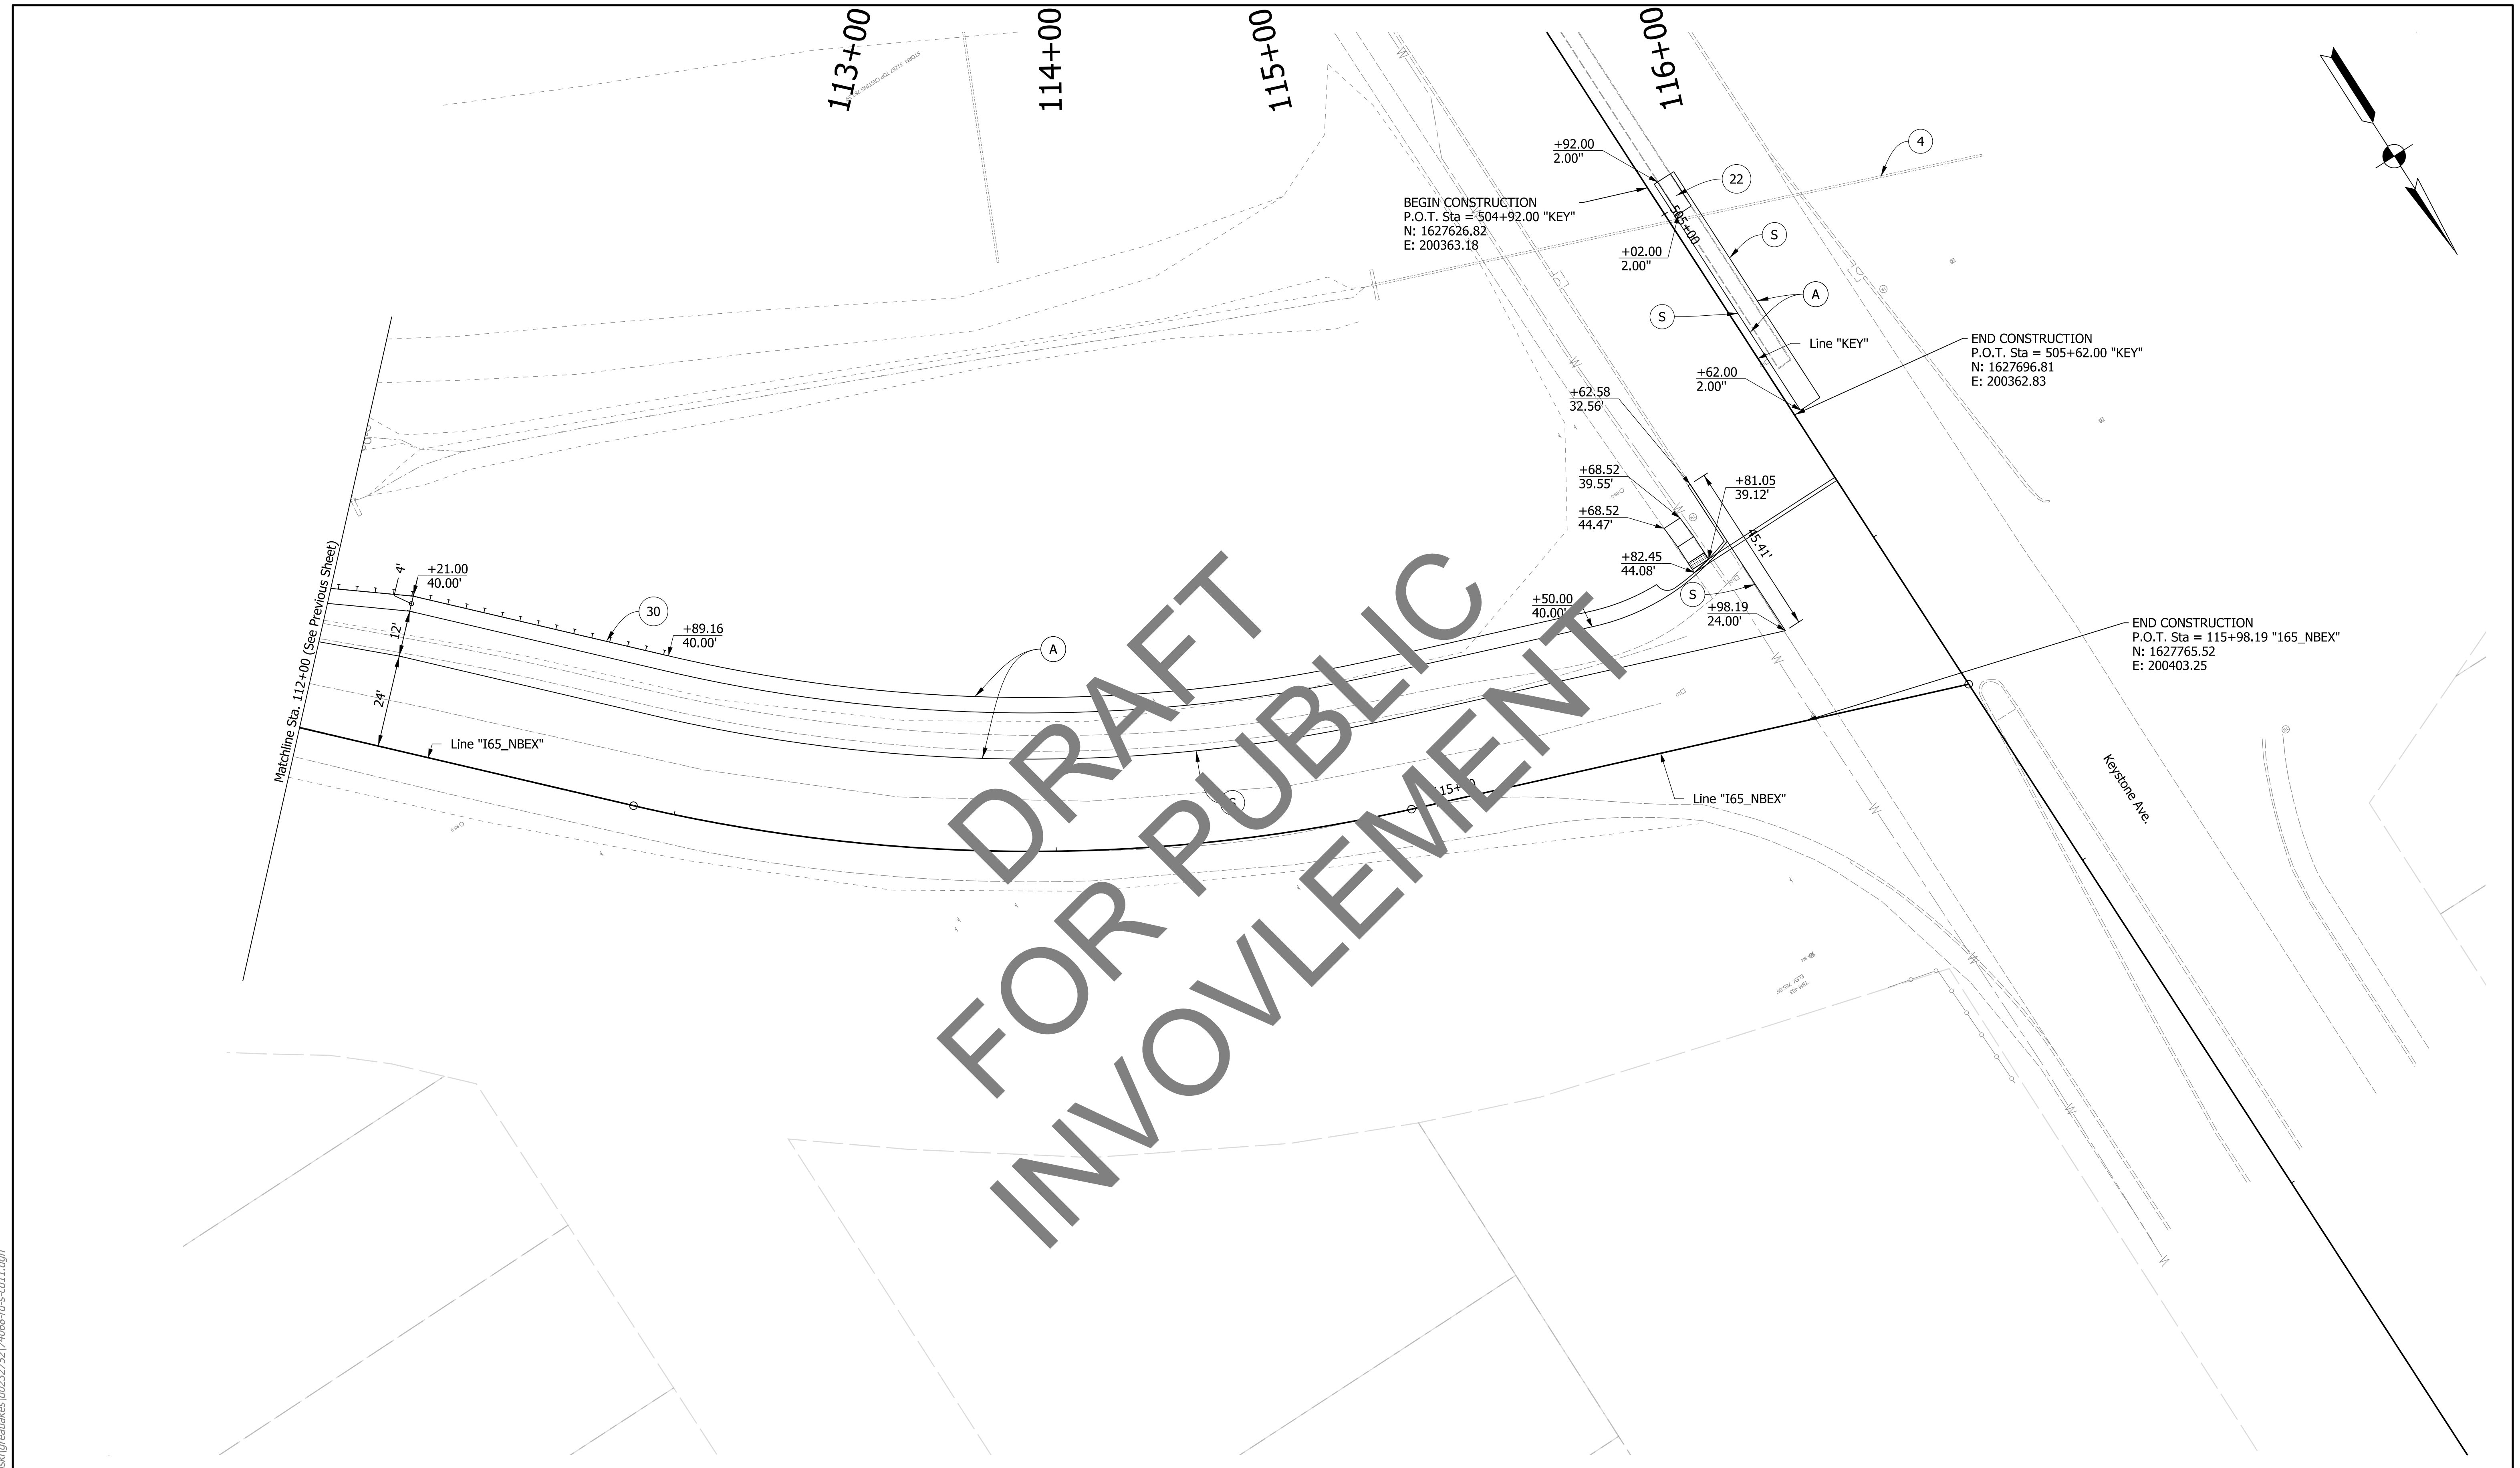 113+00
114+00
115+00
116+00
+92.00
2.00"
4
22
BEGIN CONSTRUCTION
P.O.T. Sta = 504+92.00 "KEY"
N: 1627626.82
E: 200363.18
505+00
S
+02.00
2.00"
A
S
END CONSTRUCTION
P.O.T. Sta = 505+62.00 "KEY"
N: 1627696.81
E: 200362.83
Line "KEY"
+62.00
2.00"
+62.58
32.56'
+68.52
39.55'
+81.05
39.12'
+68.52
44.47'
45.41'
+82.45
44.08'
S
+50.00
40.00'
+98.19
24.00'
Matchline Sta. 112+00 (See Previous Sheet)
4'
+21.00
40.00'
30
12'
+89.16
40.00'
A
24'
END CONSTRUCTION
P.O.T. Sta = 115+98.19 "165_NBEX"
N: 1627765.52
E: 200403.25
Line "I65_NBEX"
Line "I65_NBEX"
Keystone Ave.
DRAFT
FOR PUBLIC
INVOVLEMENT
W
W
W
W
W
W
W
W
TBM 403